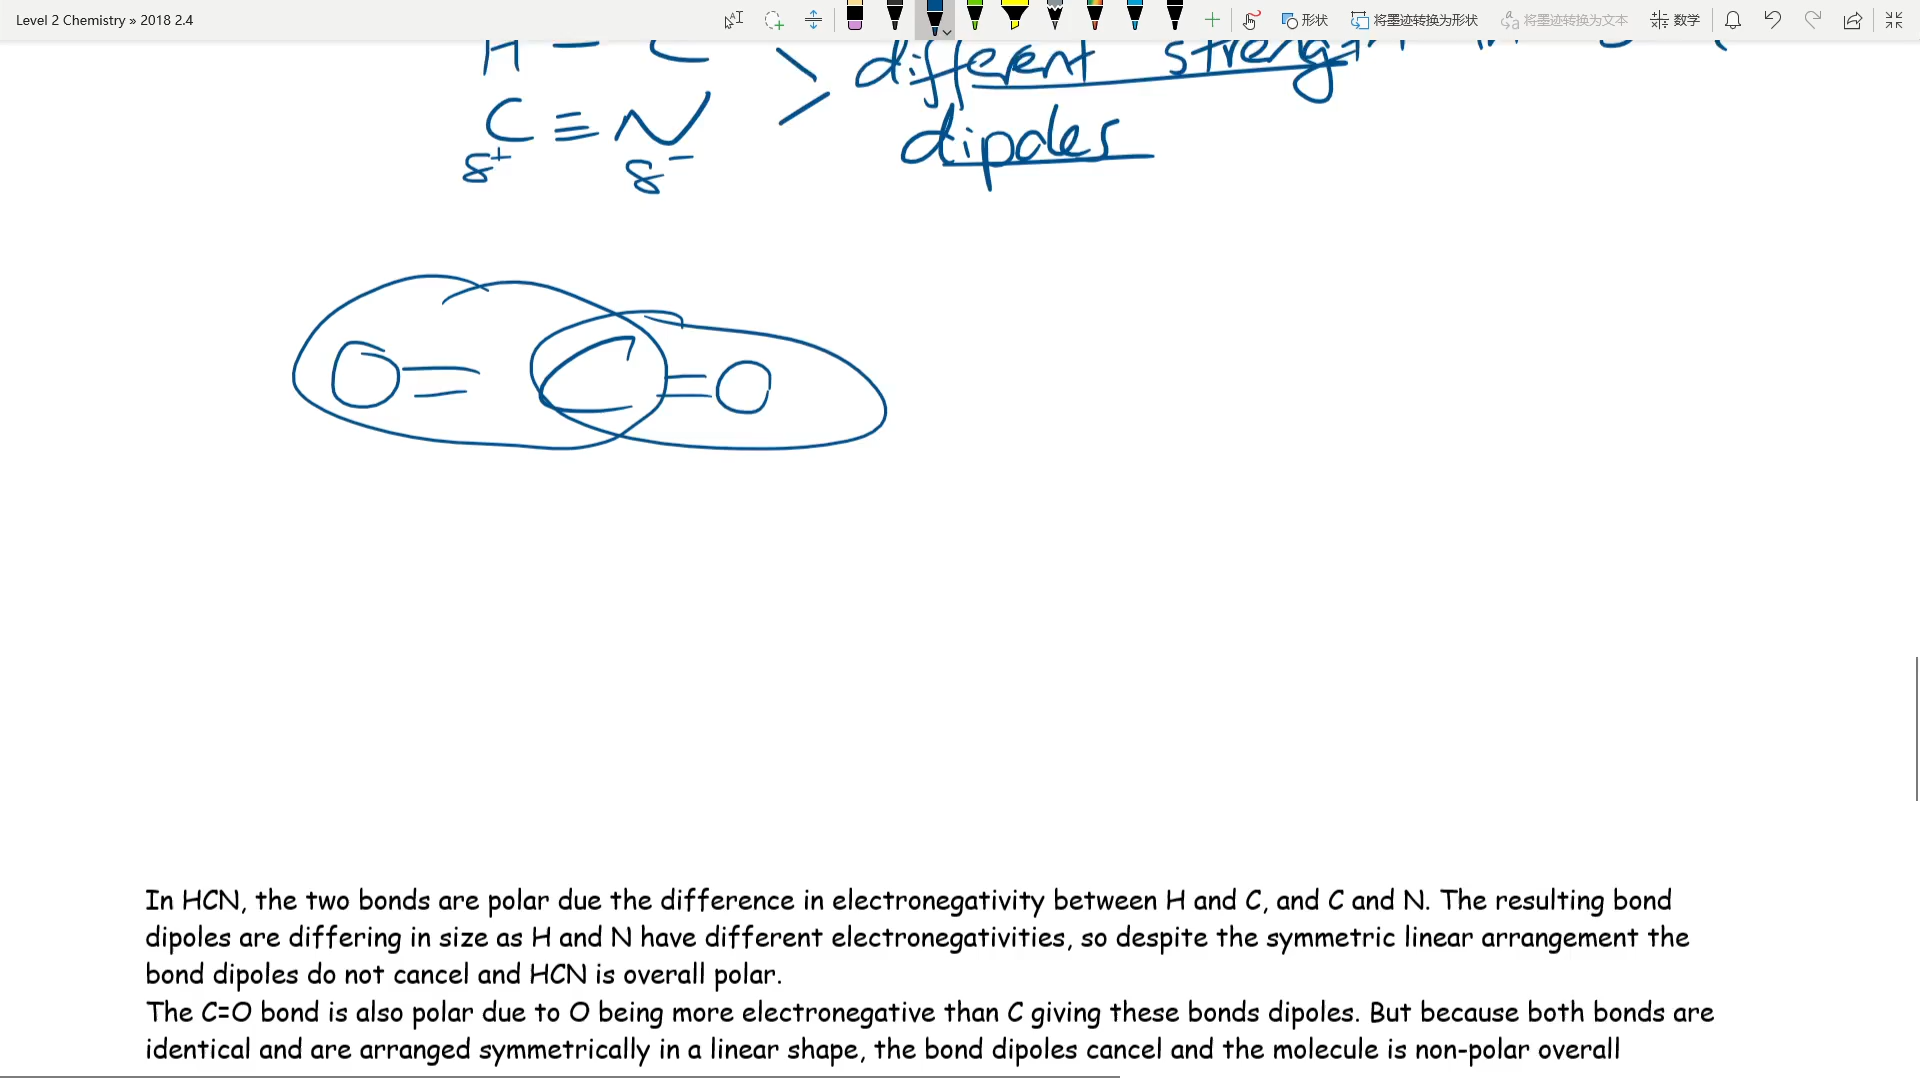 Level 2 Chemistry » 2018 2.4
形状 将墨迹转换为形状 将墨迹转换为文本 数学
H – C
different strength
C ≡ N
δ+ δ−
dipoles
O = C = O
In HCN, the two bonds are polar due the difference in electronegativity between H and C, and C and N. The resulting bond
dipoles are differing in size as H and N have different electronegativities, so despite the symmetric linear arrangement the
bond dipoles do not cancel and HCN is overall polar.
The C=O bond is also polar due to O being more electronegative than C giving these bonds dipoles. But because both bonds are
identical and are arranged symmetrically in a linear shape, the bond dipoles cancel and the molecule is non-polar overall